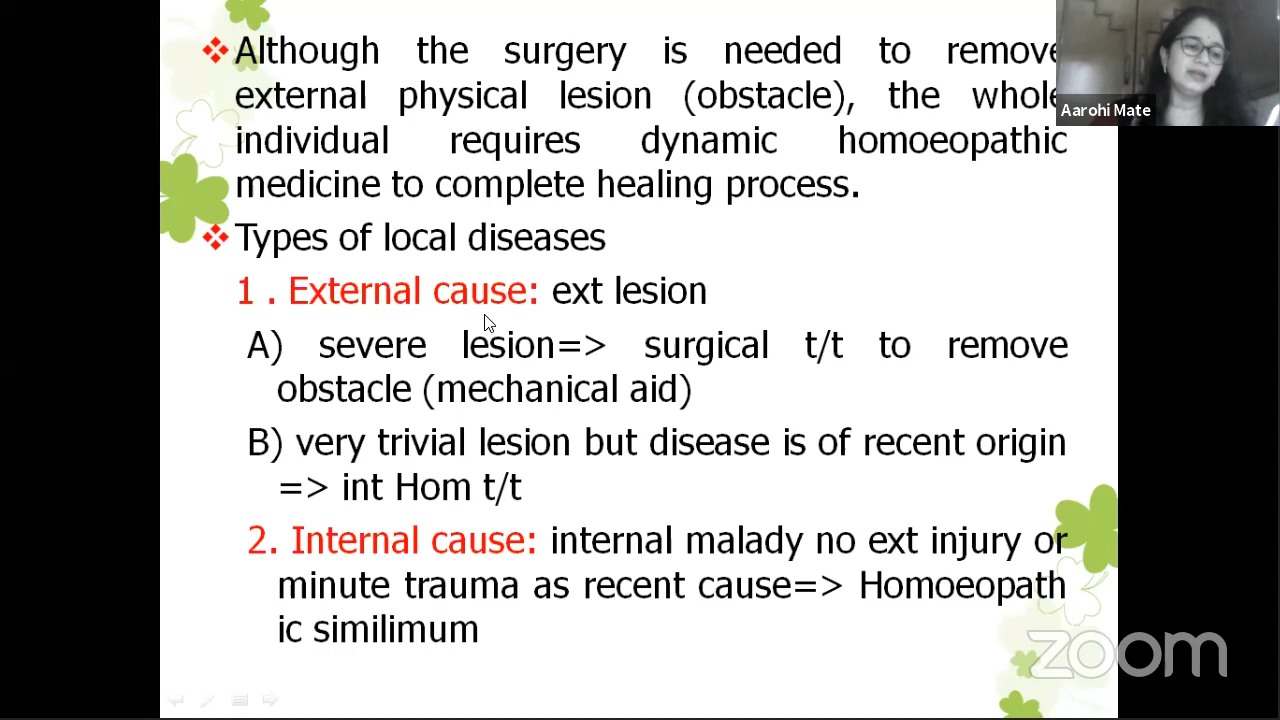 Although the surgery is needed to remove
external physical lesion (obstacle), the whole
individual requires dynamic homoeopathic
medicine to complete healing process.
Types of local diseases
1 . External cause: ext lesion
A) severe lesion=> surgical t/t to remove
obstacle (mechanical aid)
B) very trivial lesion but disease is of recent origin
=> int Hom t/t
2. Internal cause: internal malady no ext injury or
minute trauma as recent cause=> Homoeopath
ic similimum
Aarohi Mate
zoom